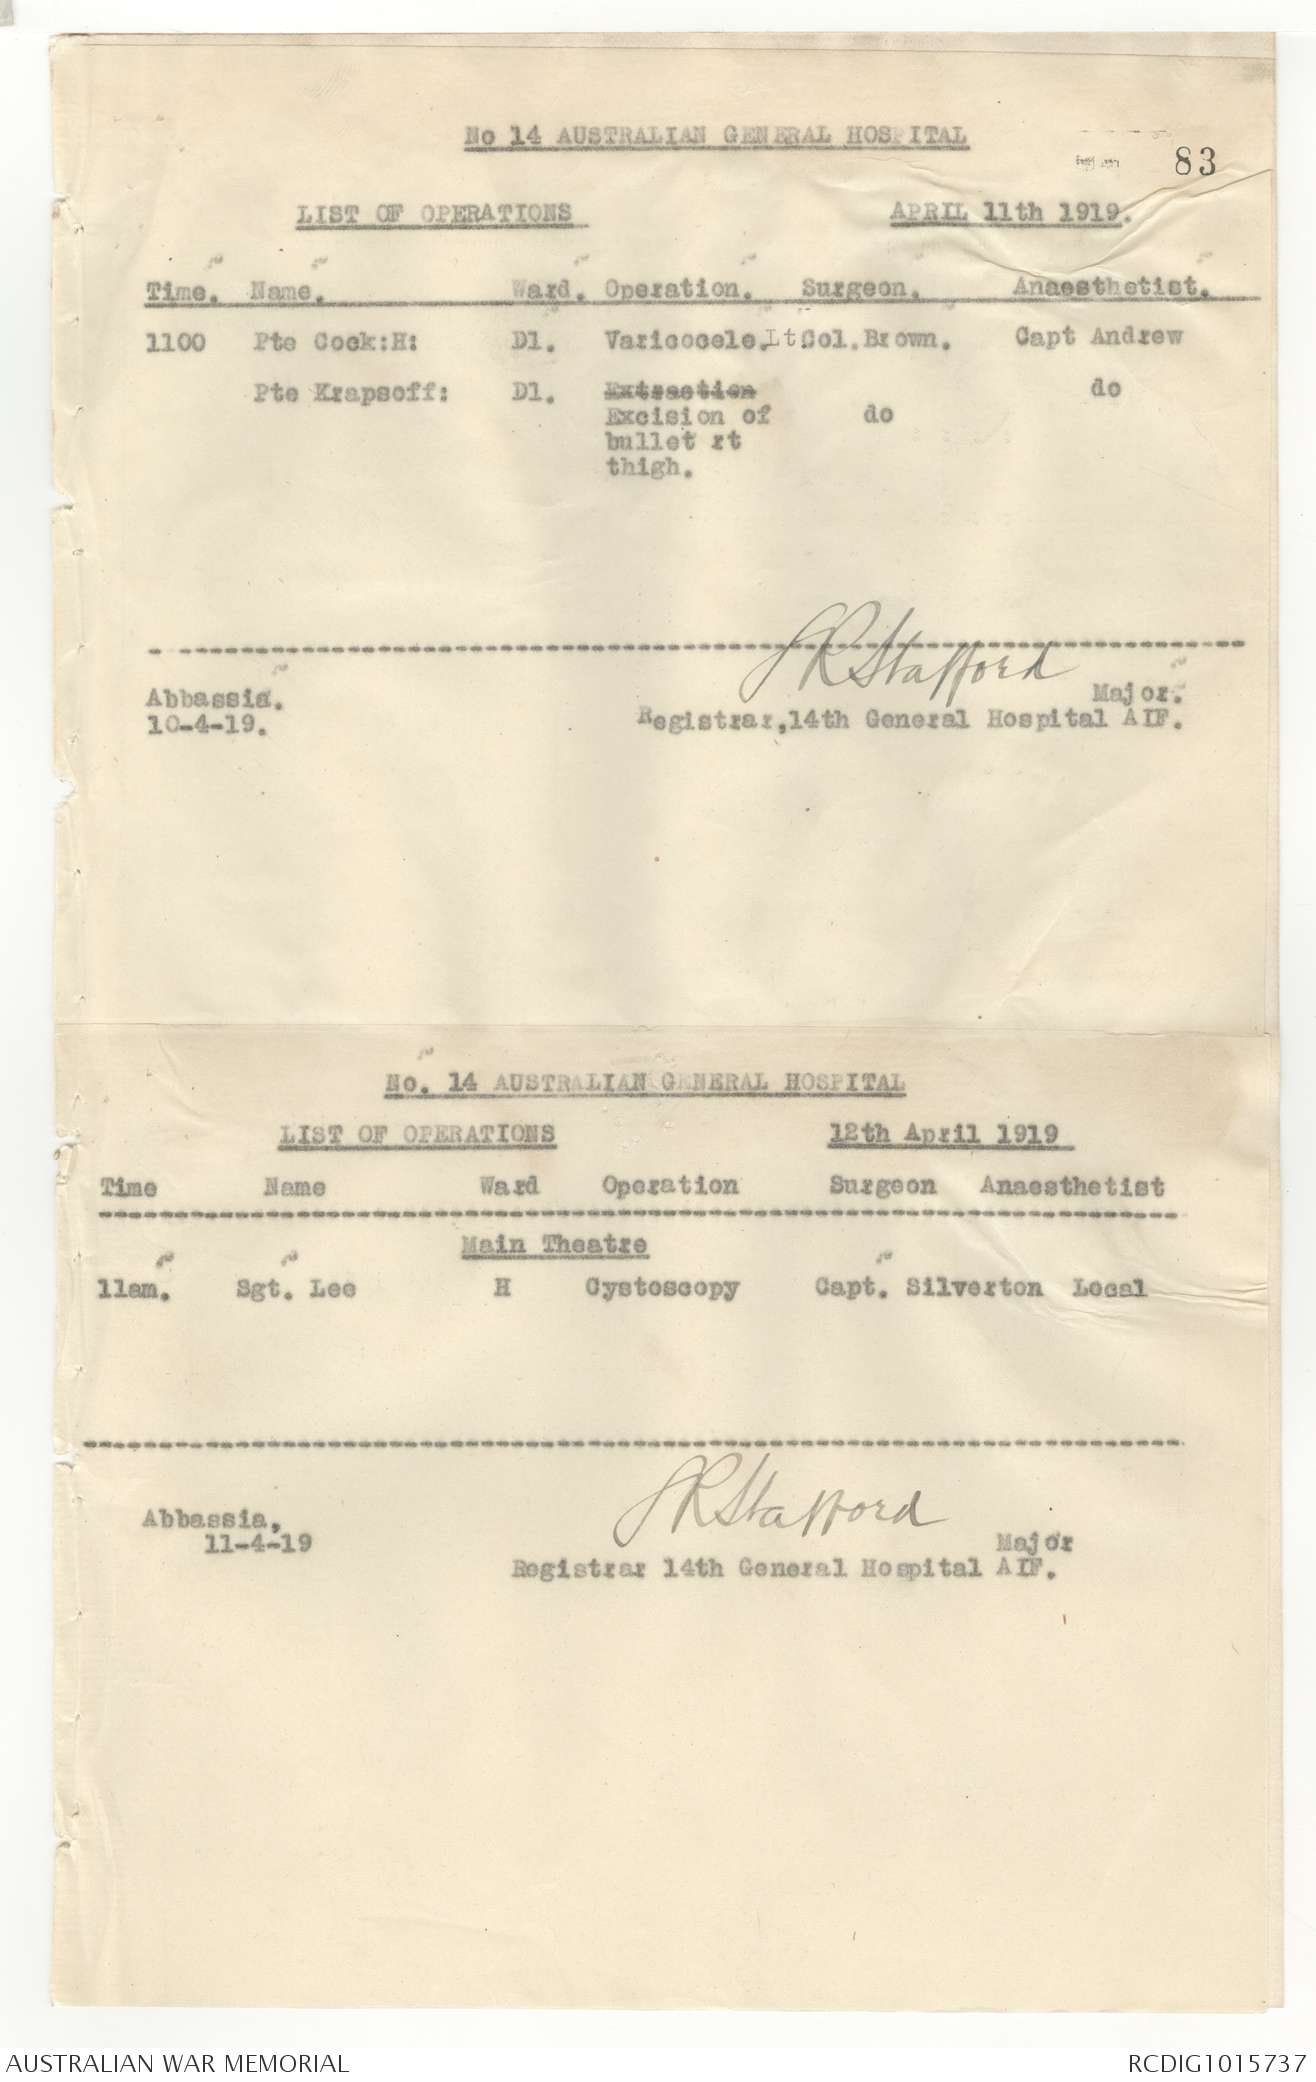 No 14 AUSTRALIAN GENERAL HOSPITAL
83
LIST OF OPERATIONS APRIL 11th 1919.
Time. Name. Ward. Operation. Surgeon. Anaesthetist.
1100 Pte Cock:H: D1. Varicocele. Lt.Col.Brown. Capt Andrew
Pte Krapsoff: D1. Extraction do
Excision of do
bullet rt
thigh.
SRStafford
Abbassia. Major.
10-4-19. Registrar,14th General Hospital AIF.
No. 14 AUSTRALIAN GENERAL HOSPITAL
LIST OF OPERATIONS 12th April 1919
Time Name Ward Operation Surgeon Anaesthetist
Main Theatre
11am. Sgt. Lee H Cystoscopy Capt. Silverton Local
SRStafford
Abbassia,
11-4-19 Major
Registrar 14th General Hospital AIF.
AUSTRALIAN WAR MEMORIAL RCDIG1015737